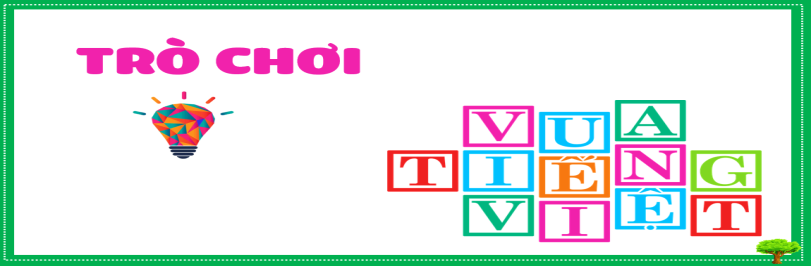 TRÒ CHƠI
VUA
TIẾNG
VIỆT